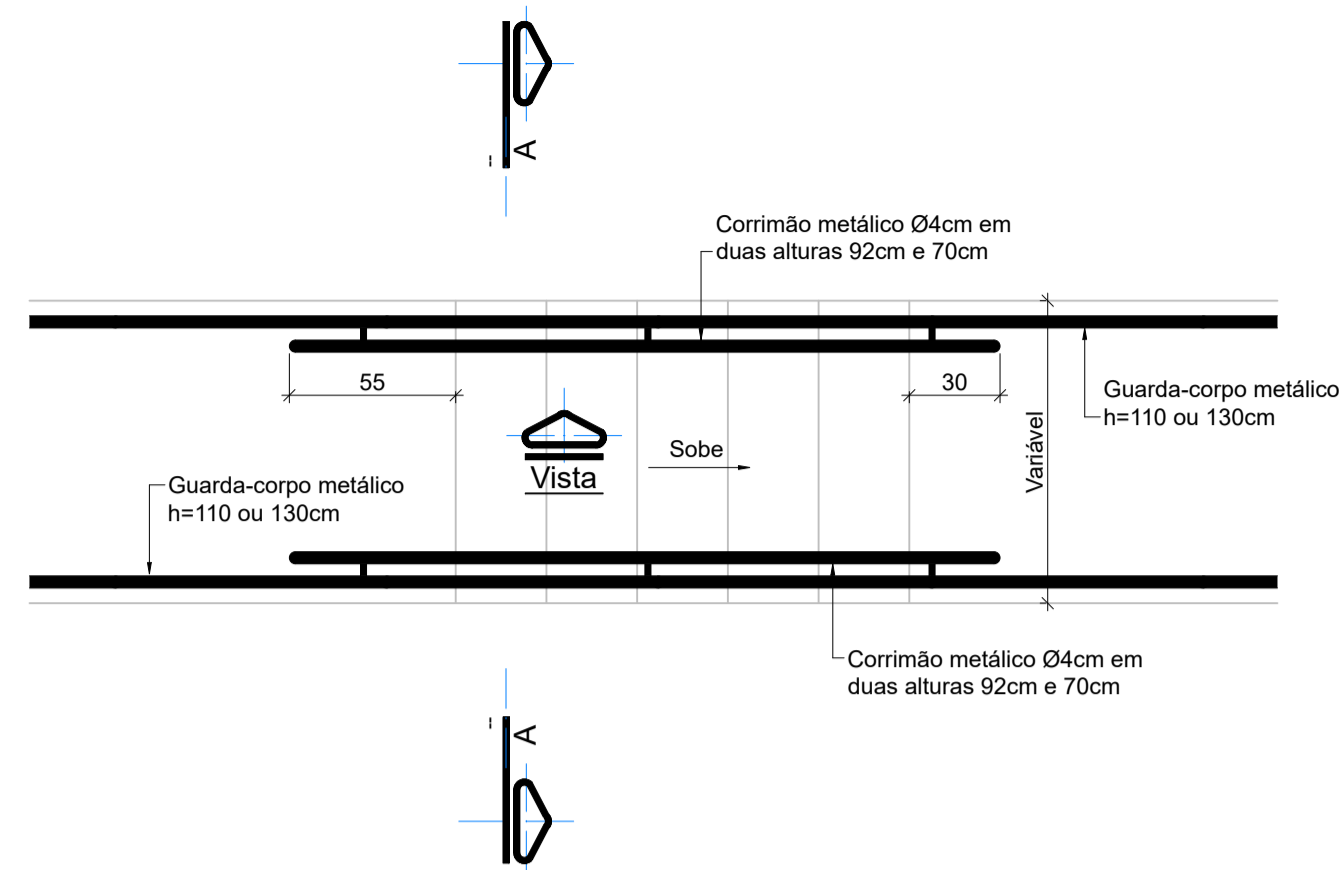 A
Corrimão metálico Ø4cm em
duas alturas 92cm e 70cm
55
30
Guarda-corpo metálico
h=110 ou 130cm
Variável
Sobe
Vista
Guarda-corpo metálico
h=110 ou 130cm
Corrimão metálico Ø4cm em
duas alturas 92cm e 70cm
A